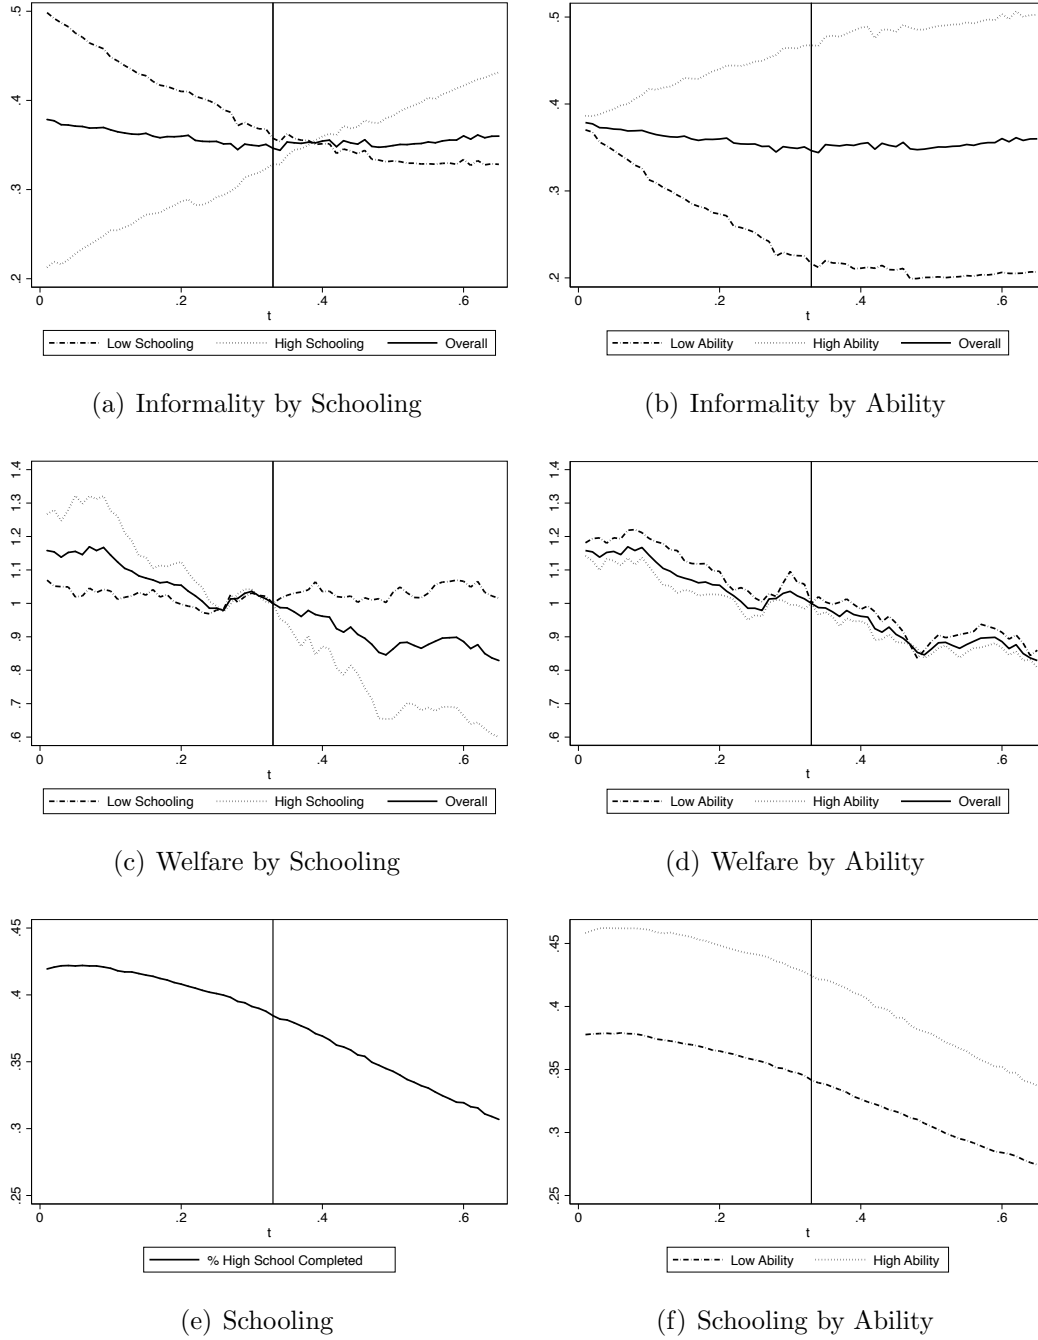 .5
.4
.3
.2
0
.2
.4
.6
t
Low Schooling
High Schooling
Overall
(a) Informality by Schooling
.5
.4
.3
.2
0
.2
.4
.6
t
Low Ability
High Ability
Overall
(b) Informality by Ability
1.4
1.3
1.2
1.1
1
.9
.8
.7
.6
0
.2
.4
.6
t
Low Schooling
High Schooling
Overall
(c) Welfare by Schooling
1.4
1.3
1.2
1.1
1
.9
.8
.7
.6
0
.2
.4
.6
t
Low Ability
High Ability
Overall
(d) Welfare by Ability
.45
.4
.35
.3
.25
0
.2
.4
.6
t
% High School Completed
(e) Schooling
.45
.4
.35
.3
.25
0
.2
.4
.6
t
Low Ability
High Ability
(f) Schooling by Ability